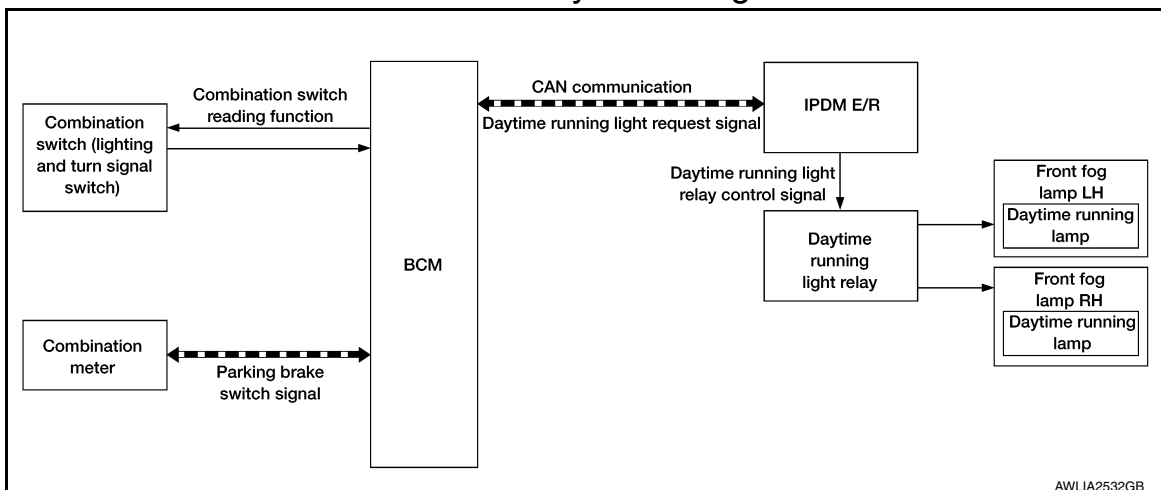 Combination
switch (lighting
and turn signal
switch)
Combination switch
reading function
Combination
meter
Parking brake
switch signal
BCM
CAN communication
Daytime running light request signal
IPDM E/R
Daytime running light
relay control signal
Daytime
running
light relay
Front fog
lamp LH
Daytime running
lamp
Front fog
lamp RH
Daytime running
lamp
AWLIA2532GB